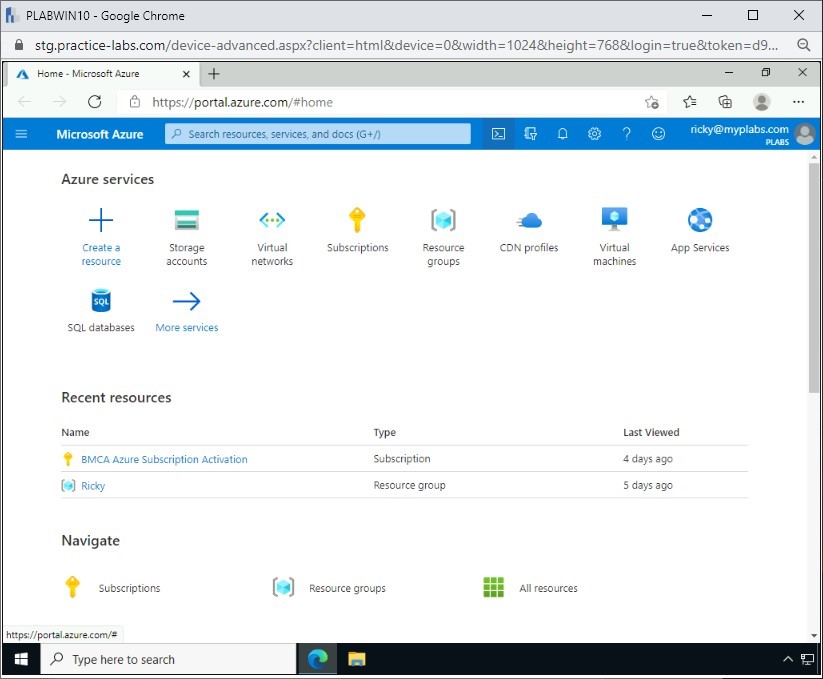 PLABWIN10 - Google Chrome
stg.practice-labs.com/device-advanced.aspx?client=html&device=0&width=1024&height=768&login=true&token=d9...
Home - Microsoft Azure
https://portal.azure.com/#home
Microsoft Azure
Search resources, services, and docs (G+/)
ricky@myplabs.com
PLABS
Azure services
Create a
resource
Storage
accounts
Virtual
networks
Subscriptions
Resource
groups
CDN profiles
Virtual
machines
App Services
SQL
SQL databases
More services
Recent resources
Name Type Last Viewed
BMCA Azure Subscription Activation Subscription 4 days ago
Ricky Resource group 5 days ago
Navigate
Subscriptions Resource groups All resources
https://portal.azure.com/#
Type here to search